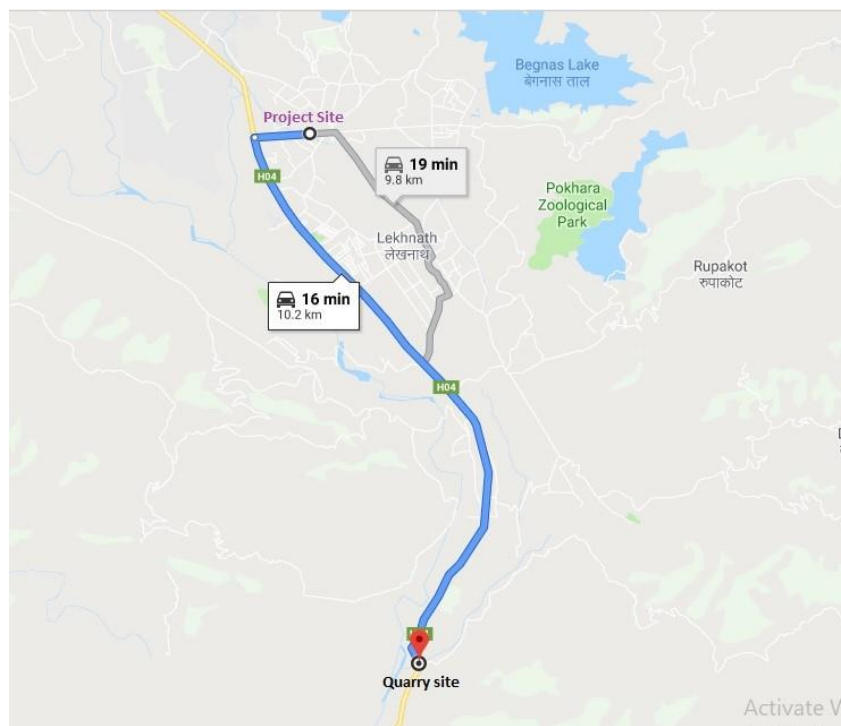 Begnas Lake
बेगनास ताल
Project Site
19 min
9.8 km
H04
Pokhara
Zoological
Park
Lekhnath
लेखनाथ
Rupakot
रुपाकोट
16 min
10.2 km
H04
Quarry site
Activate W